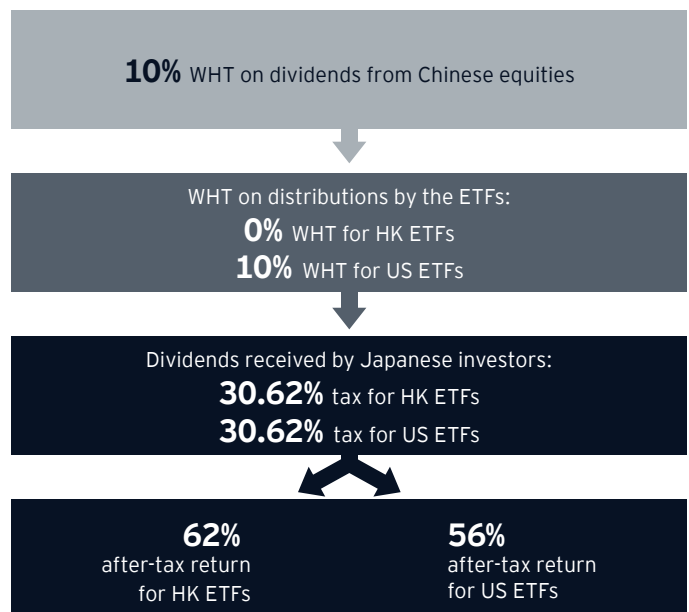 10% WHT on dividends from Chinese equities
WHT on distributions by the ETFs:
0% WHT for HK ETFs
10% WHT for US ETFs
Dividends received by Japanese investors:
30.62% tax for HK ETFs
30.62% tax for US ETFs
62%
after-tax return
for HK ETFs
56%
after-tax return
for US ETFs